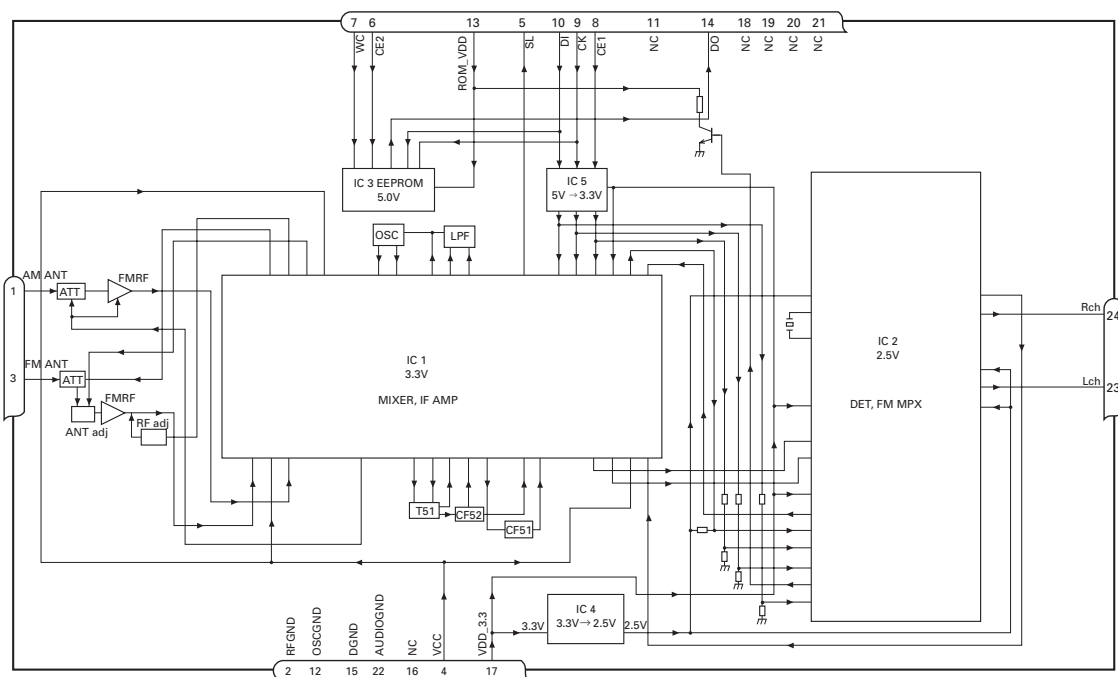 7 6 13 5 10 9 8 11 14 18 19 20 21
WC CE2 ROM_VDD SL DI CK CE1 NC DO NC NC NC NC
IC 3 EEPROM
5.0V
IC 5
5V → 3.3V
OSC
LPF
AM ANT
1
ATT
FMRF
FM ANT
3
ATT
FMRF
ANT adj
RF adj
IC 1
3.3V
MIXER, IF AMP
IC 2
2.5V
DET, FM MPX
Rch
24
Lch
23
T51
CF52
CF51
IC 4
3.3V → 2.5V
3.3V
2.5V
RFGND OSCGND DGND AUDIOGND NC VCC VDD_3.3
2 12 15 22 16 4 17